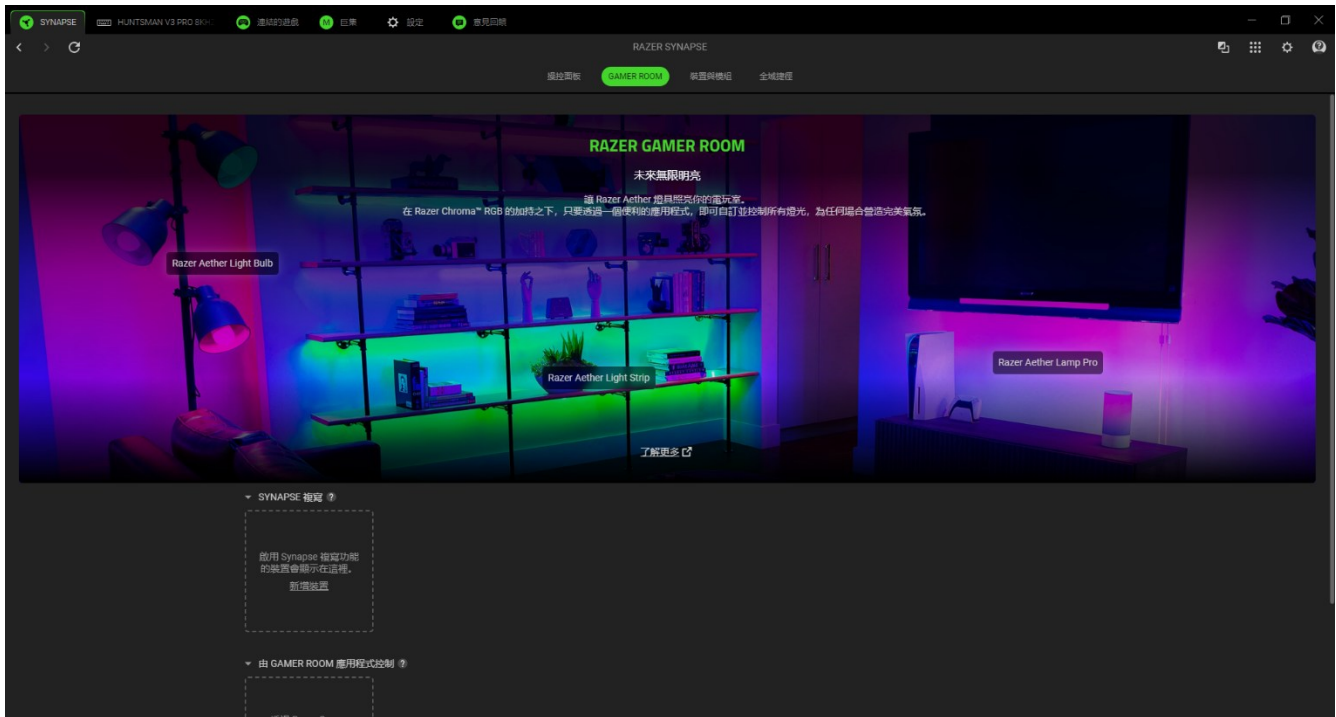 SYNAPSE
HUNTSMAN V3 PRO 8KHZ
連結的遊戲
巨集
設定
意見回饋
RAZER SYNAPSE
操控面板
GAMER ROOM
裝置與模組
全域捷徑
RAZER GAMER ROOM
未來無限明亮
讓 Razer Aether 燈具照亮你的電玩室。
在 Razer Chroma™ RGB 的加持之下，只要透過一個便利的應用程式，即可自訂並控制所有燈光，為任何場合營造完美氣氛。
Razer Aether Light Bulb
Razer Aether Lamp Pro
Razer Aether Light Strip
了解更多
SYNAPSE 複寫
啟用 Synapse 複寫功能
的裝置會顯示在這裡。
新增裝置
由 GAMER ROOM 應用程式控制